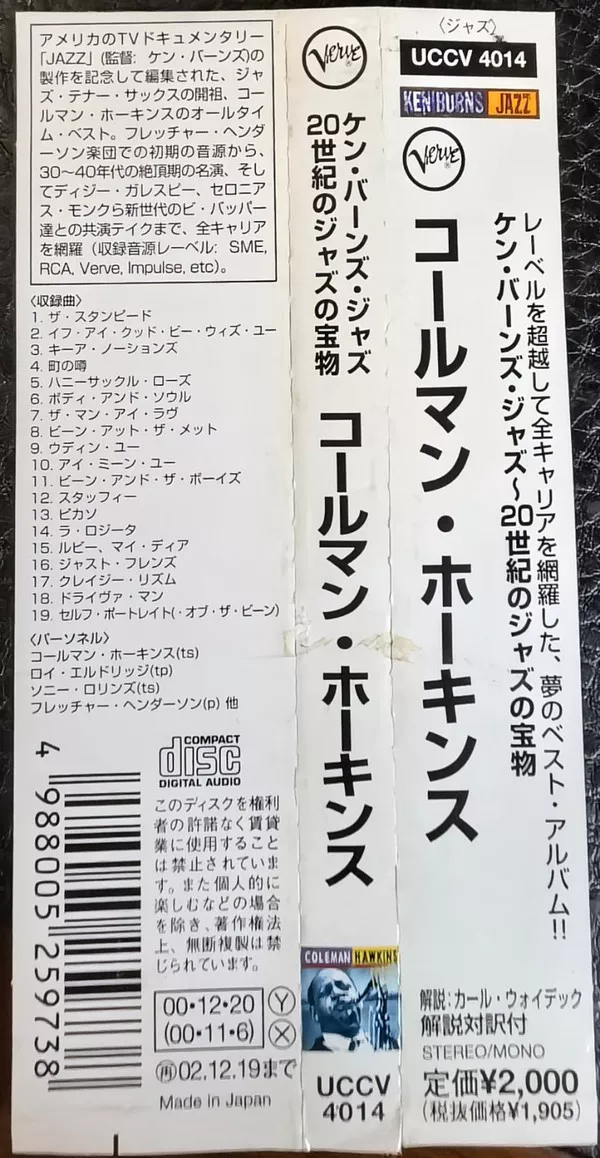 アメリカのTVドキュメンタリー
「JAZZ」(監督: ケン・バーンズ)の
製作を記念して編集された、ジャ
ズ・テナー・サックスの開祖、コー
ルマン・ホーキンスのオールタイ
ム・ベスト。フレッチャー・ヘンダ
ーソン楽団での初期の音源から、
30〜40年代の絶頂期の名演、そし
てディジー・ガレスピー、セロニア
ス・モンクら新世代のビ・バッパー
達との共演テイクまで、全キャリア
を網羅（収録音源レーベル: SME,
RCA, Verve, Impulse, etc)。
〈収録曲〉
1. ザ・スタンピード
2. イフ・アイ・クッド・ビー・ウィズ・ユー
3. キーア・ノーションズ
4. 町の噂
5. ハニーサックル・ローズ
6. ボディ・アンド・ソウル
7. ザ・マン・アイ・ラヴ
8. ビーン・アット・ザ・メット
9. ウディン・ユー
10. アイ・ミーン・ユー
11. ビーン・アンド・ザ・ボーイズ
12. スタッフィー
13. ピカソ
14. ラ・ロジータ
15. ルビー、マイ・ディア
16. ジャスト・フレンズ
17. クレイジー・リズム
18. ドライヴァ・マン
19. セルフ・ポートレイト(・オブ・ザ・ビーン)
〈パーソネル〉
コールマン・ホーキンス(ts)
ロイ・エルドリッジ(tp)
ソニー・ロリンズ(ts)
フレッチャー・ヘンダーソン(p) 他
4 988005 259738
COMPACT
disc
DIGITAL AUDIO
このディスクを権利
者の許諾なく賃貸
業に使用すること
は禁止されていま
す。また個人的に
楽しむなどの場合
を除き、著作権法
上、無断複製は禁
じられています。
00・12・20 Y
(00・11・6) X
再02.12.19まで
Made in Japan
Verve
ケン・バーンズ・ジャズ
20世紀のジャズの宝物
コールマン・ホーキンス
COLEMAN HAWKINS
UCCV
4014
〈ジャズ〉
UCCV 4014
KEN BURNS JAZZ
Verve
レーベルを超越して全キャリアを網羅した、夢のベスト・アルバム!!
ケン・バーンズ・ジャズ〜20世紀のジャズの宝物
コールマン・ホーキンス
解説: カール・ウォイデック
解説対訳付
STEREO/MONO
定価¥2,000
(税抜価格¥1,905)